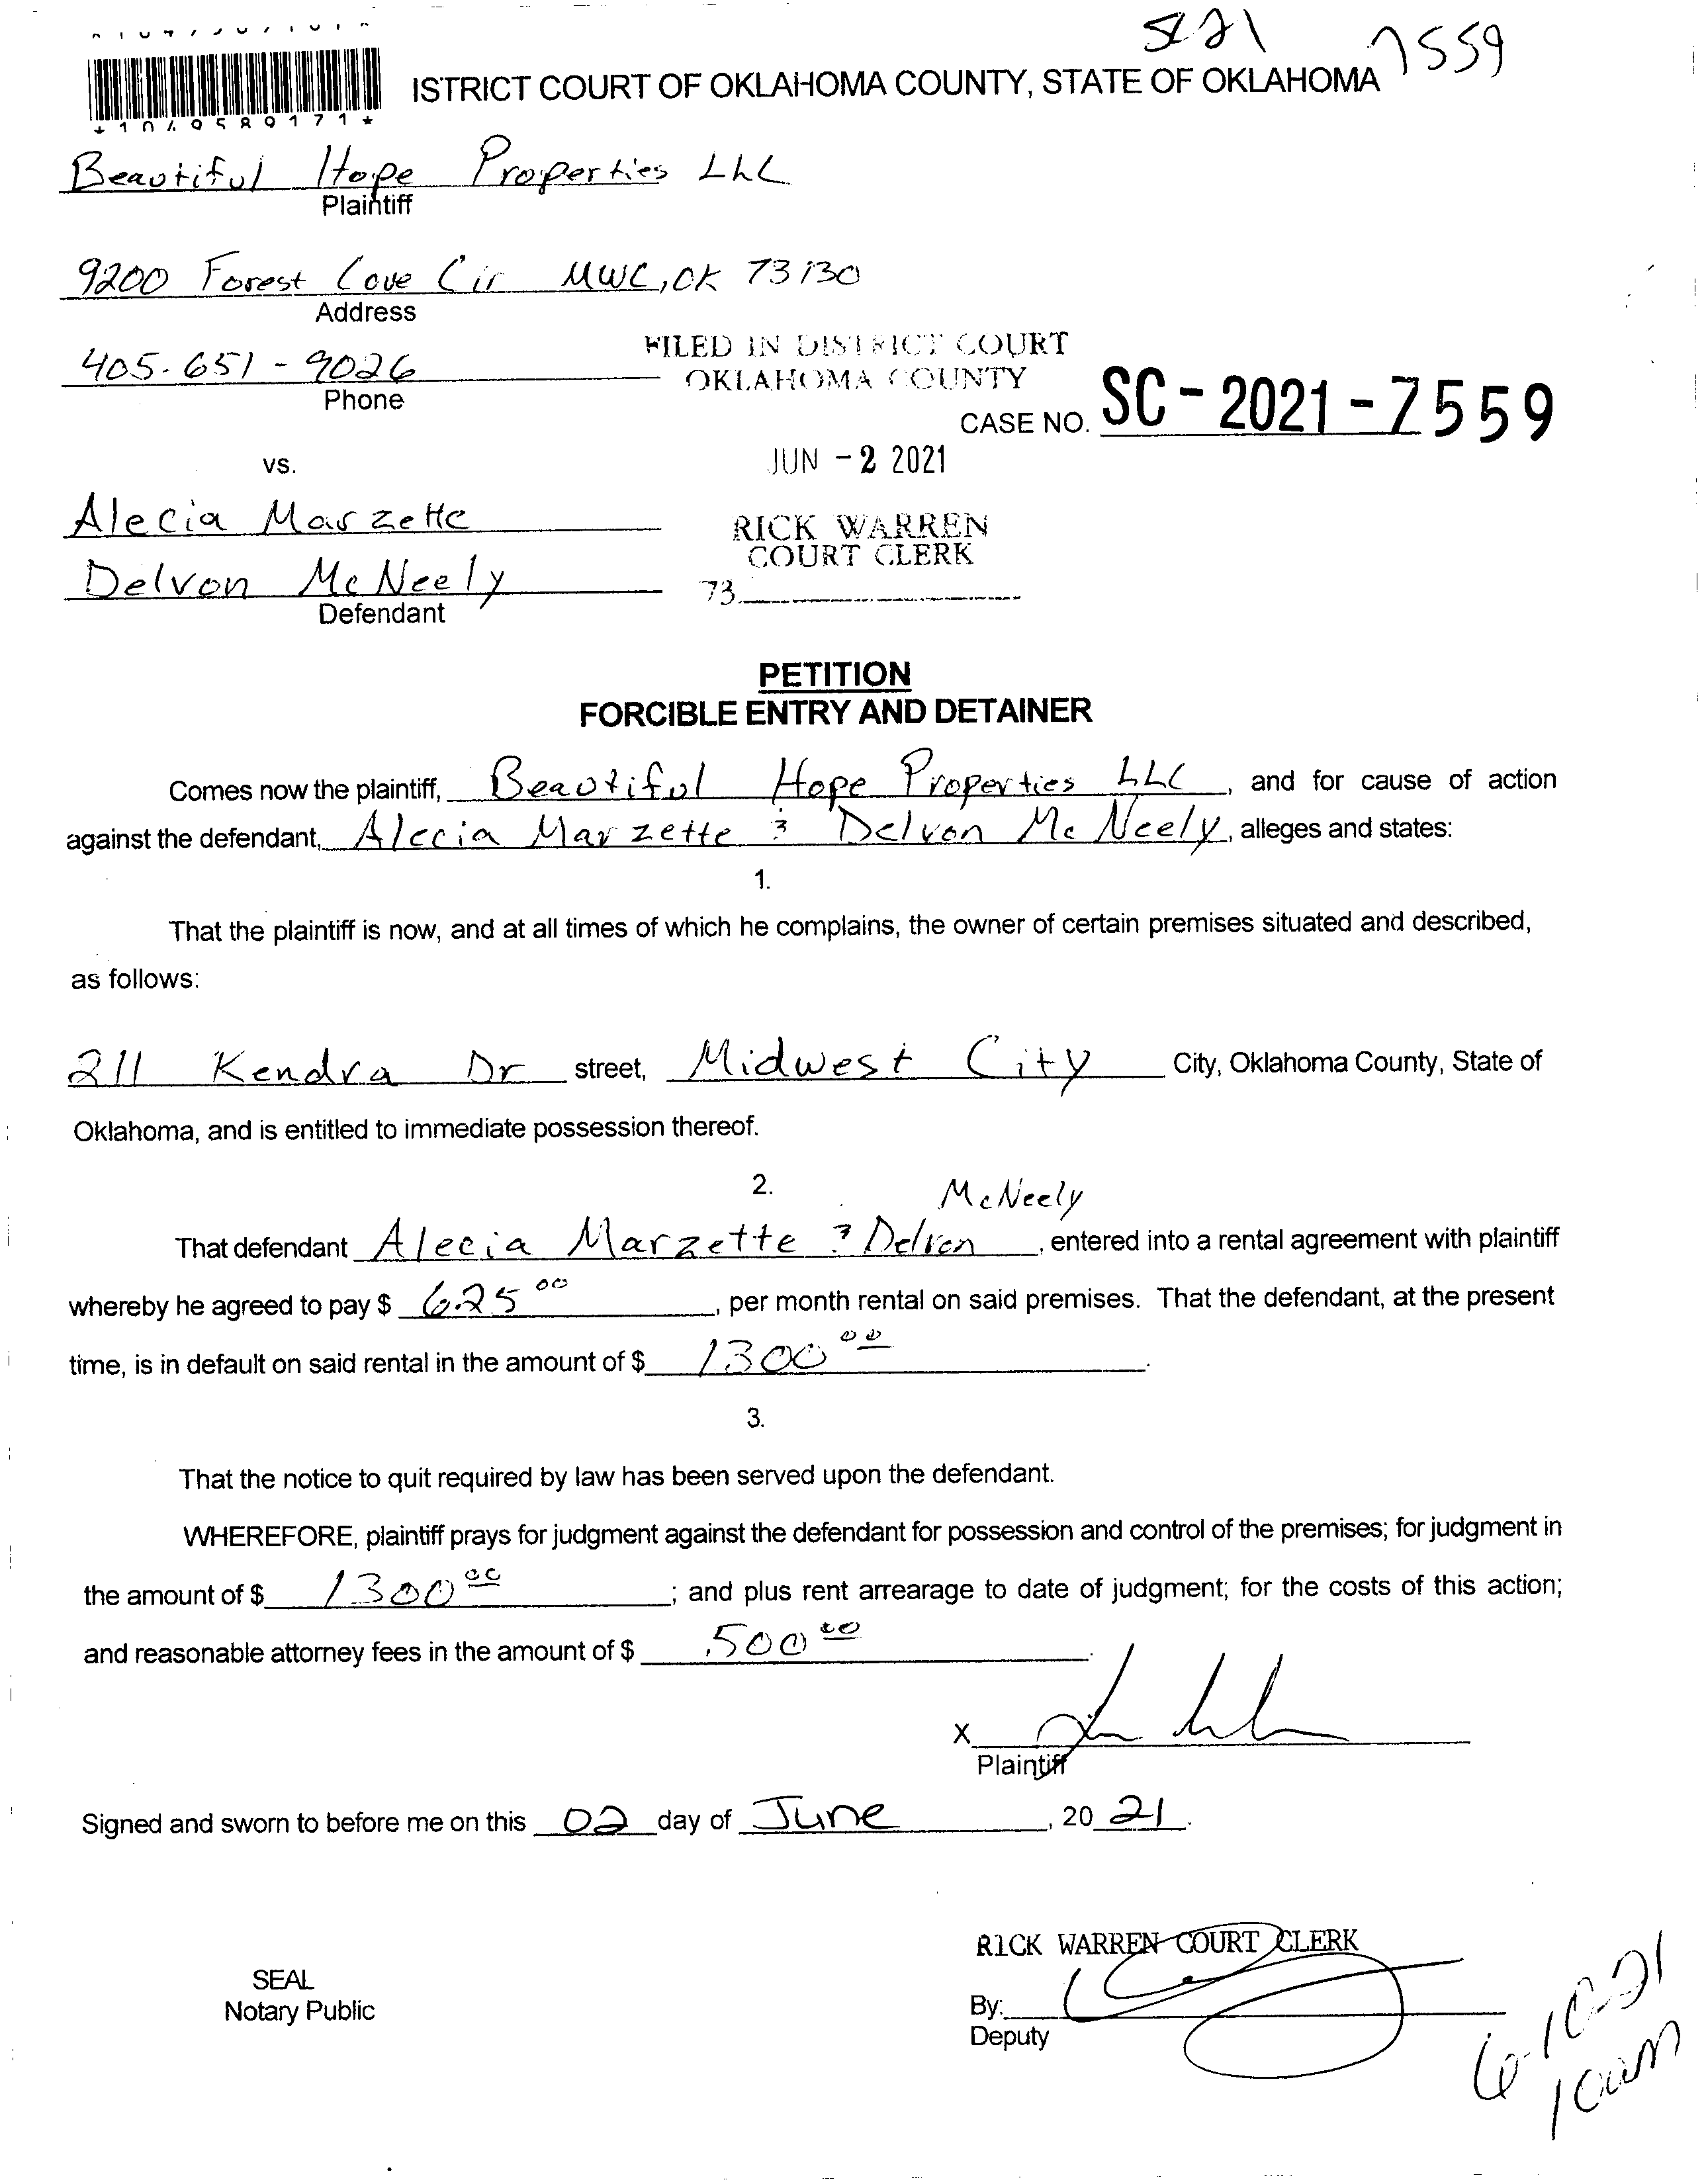 SC 21 7559
ISTRICT COURT OF OKLAHOMA COUNTY, STATE OF OKLAHOMA
*1049589171*
Beautiful Hope Properties LLC
Plaintiff
9200 Forest Cove Cir MWC, OK 73130
Address
405-651-9026
Phone
FILED IN DISTRICT COURT
OKLAHOMA COUNTY
CASE NO. SC-2021-7559
vs.
JUN -2 2021
Alecia Marzette
RICK WARREN
COURT CLERK
Delvon McNeely
73
Defendant
PETITION
FORCIBLE ENTRY AND DETAINER
Comes now the plaintiff, Beautiful Hope Properties LLC, and for cause of action
against the defendant, Alecia Marzette & Delvon McNeely, alleges and states:
1.
That the plaintiff is now, and at all times of which he complains, the owner of certain premises situated and described,
as follows:
211 Kendra Dr street, Midwest City City, Oklahoma County, State of
Oklahoma, and is entitled to immediate possession thereof.
2.
McNeely
That defendant Alecia Marzette & Delvon, entered into a rental agreement with plaintiff
whereby he agreed to pay $ 625 00, per month rental on said premises. That the defendant, at the present
time, is in default on said rental in the amount of $ 1300 00.
3.
That the notice to quit required by law has been served upon the defendant.
WHEREFORE, plaintiff prays for judgment against the defendant for possession and control of the premises; for judgment in
the amount of $ 1300 00; and plus rent arrearage to date of judgment; for the costs of this action;
and reasonable attorney fees in the amount of $ 500 00.
X
Plaintiff
Signed and sworn to before me on this 02 day of June, 20 21.
RICK WARREN COURT CLERK
SEAL
Notary Public
By:
Deputy
6-10-21
10am